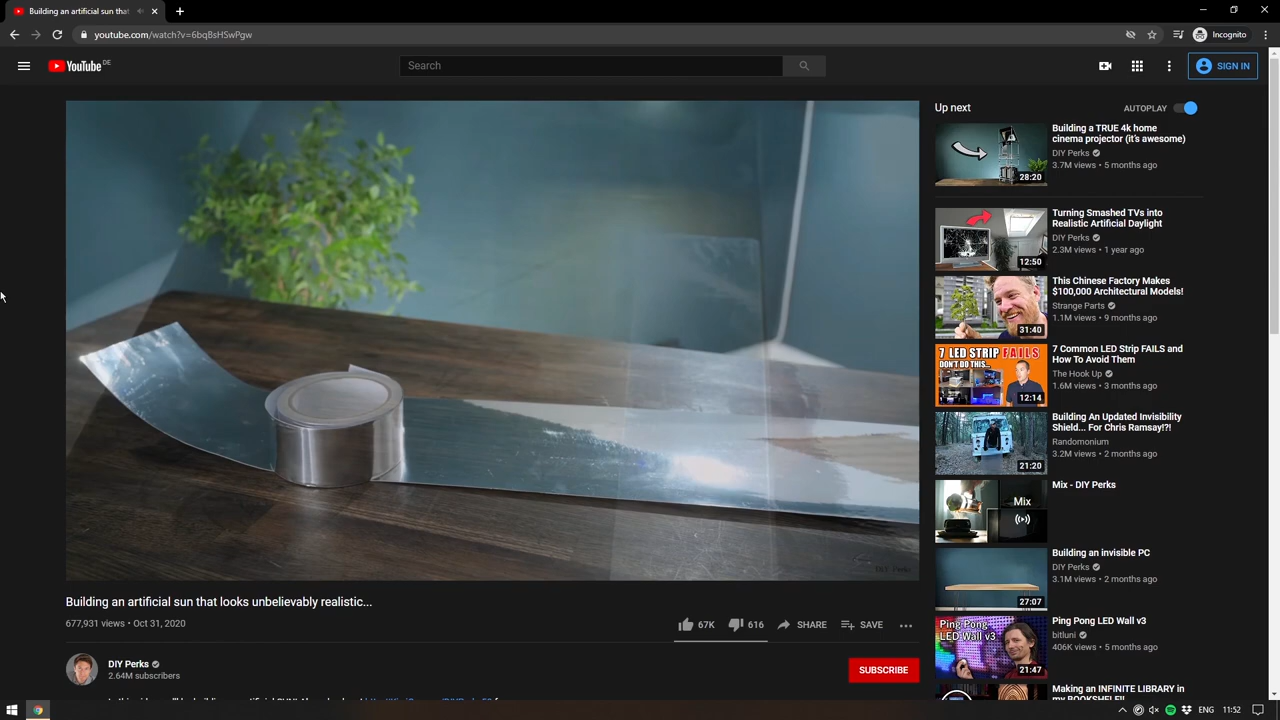 Building an artificial sun that
youtube.com/watch?v=6bqBsHSwPgw
Incognito
YouTube DE
Search
SIGN IN
Up next
AUTOPLAY
Building a TRUE 4k home
cinema projector (it's awesome)
DIY Perks
3.7M views • 5 months ago
28:20
Turning Smashed TVs into
Realistic Artificial Daylight
DIY Perks
2.3M views • 1 year ago
12:50
This Chinese Factory Makes
$100,000 Architectural Models!
Strange Parts
1.1M views • 9 months ago
31:40
7 LED STRIP FAILS
DON'T DO THIS...
7 Common LED Strip FAILS and
How To Avoid Them
The Hook Up
1.6M views • 3 months ago
12:14
Building An Updated Invisibility
Shield... For Chris Ramsay!?!
Randomonium
3.2M views • 2 months ago
21:20
Mix
Mix - DIY Perks
Building an invisible PC
DIY Perks
3.1M views • 2 months ago
27:07
Ping Pong
LED Wall v3
Ping Pong LED Wall v3
bitluni
406K views • 5 months ago
21:47
Making an INFINITE LIBRARY in
my BOOKSHELF!!
DIY Perks
Building an artificial sun that looks unbelievably realistic...
677,931 views • Oct 31, 2020
67K
616
SHARE
SAVE
DIY Perks
2.64M subscribers
SUBSCRIBE
ENG
11:52